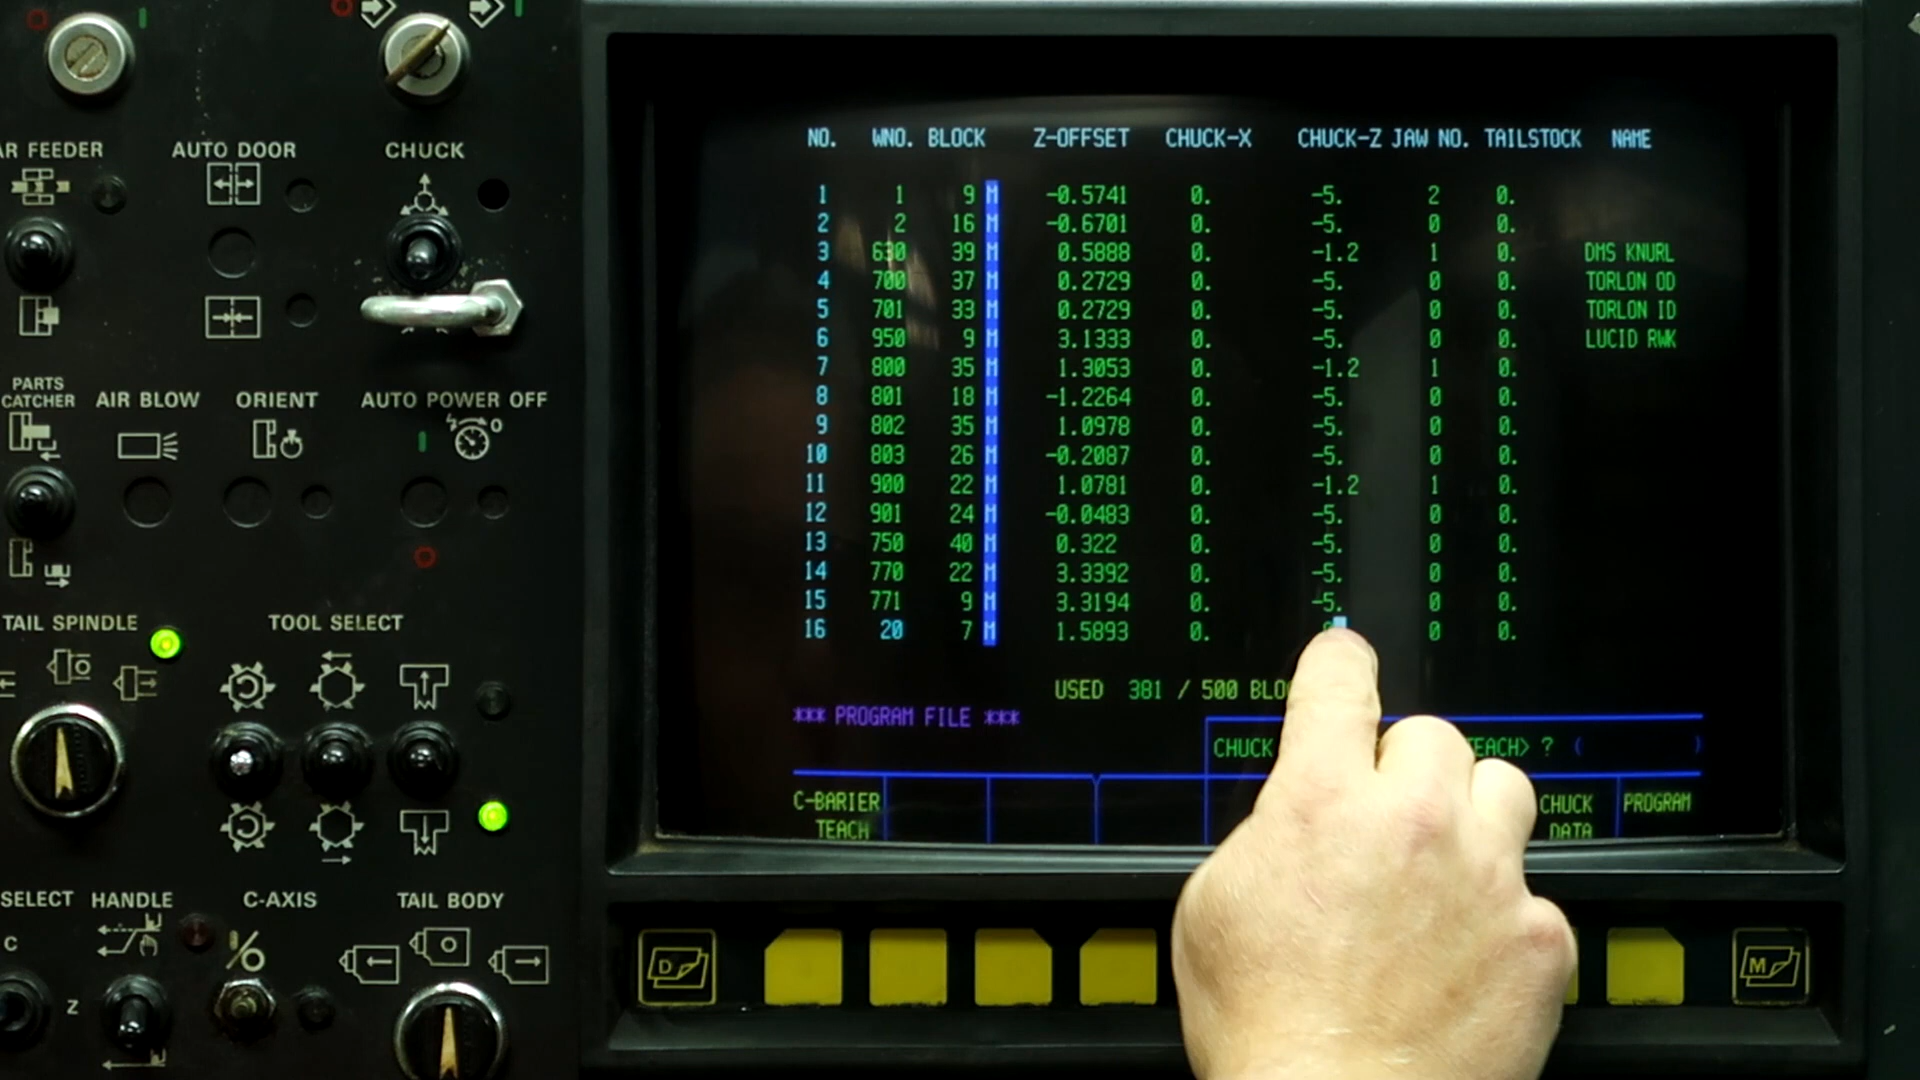 AR FEEDER AUTO DOOR CHUCK
PARTS
CATCHER AIR BLOW ORIENT AUTO POWER OFF
TAIL SPINDLE TOOL SELECT
SELECT HANDLE C-AXIS TAIL BODY
C
Z
NO. WNO. BLOCK Z-OFFSET CHUCK-X CHUCK-Z JAW NO. TAILSTOCK NAME
1 1 9 M -0.5741 0. -5. 2 0.
2 2 16 M -0.6701 0. -5. 0 0.
3 630 39 M 0.5888 0. -1.2 1 0. DMS KNURL
4 700 37 M 0.2729 0. -5. 0 0. TORLON OD
5 701 33 M 0.2729 0. -5. 0 0. TORLON ID
6 950 9 M 3.1333 0. -5. 0 0. LUCID RWK
7 800 35 M 1.3053 0. -1.2 1 0.
8 801 18 M -1.2264 0. -5. 0 0.
9 802 35 M 1.0978 0. -5. 0 0.
10 803 26 M -0.2087 0. -5. 0 0.
11 900 22 M 1.0781 0. -1.2 1 0.
12 901 24 M -0.0483 0. -5. 0 0.
13 750 40 M 0.322 0. -5. 0 0.
14 770 22 M 3.3392 0. -5. 0 0.
15 771 9 M 3.3194 0. -5. 0 0.
16 20 7 M 1.5893 0. 0 0.
USED 381 / 500 BLO
*** PROGRAM FILE ***
CHUCK TEACH> ? ( )
C-BARIER CHUCK PROGRAM
TEACH DATA
D M